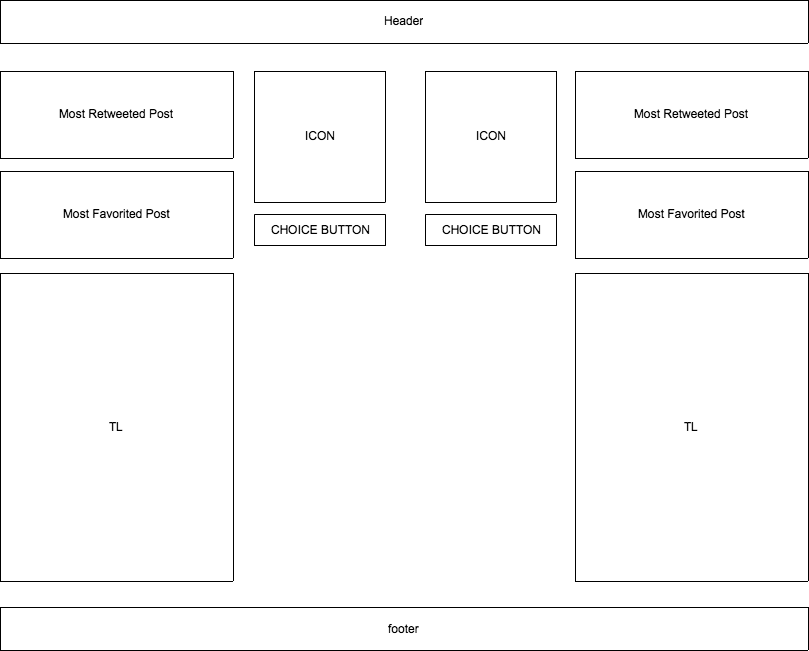 Header
Most Retweeted Post
ICON
ICON
Most Retweeted Post
Most Favorited Post
CHOICE BUTTON
CHOICE BUTTON
Most Favorited Post
TL
TL
footer